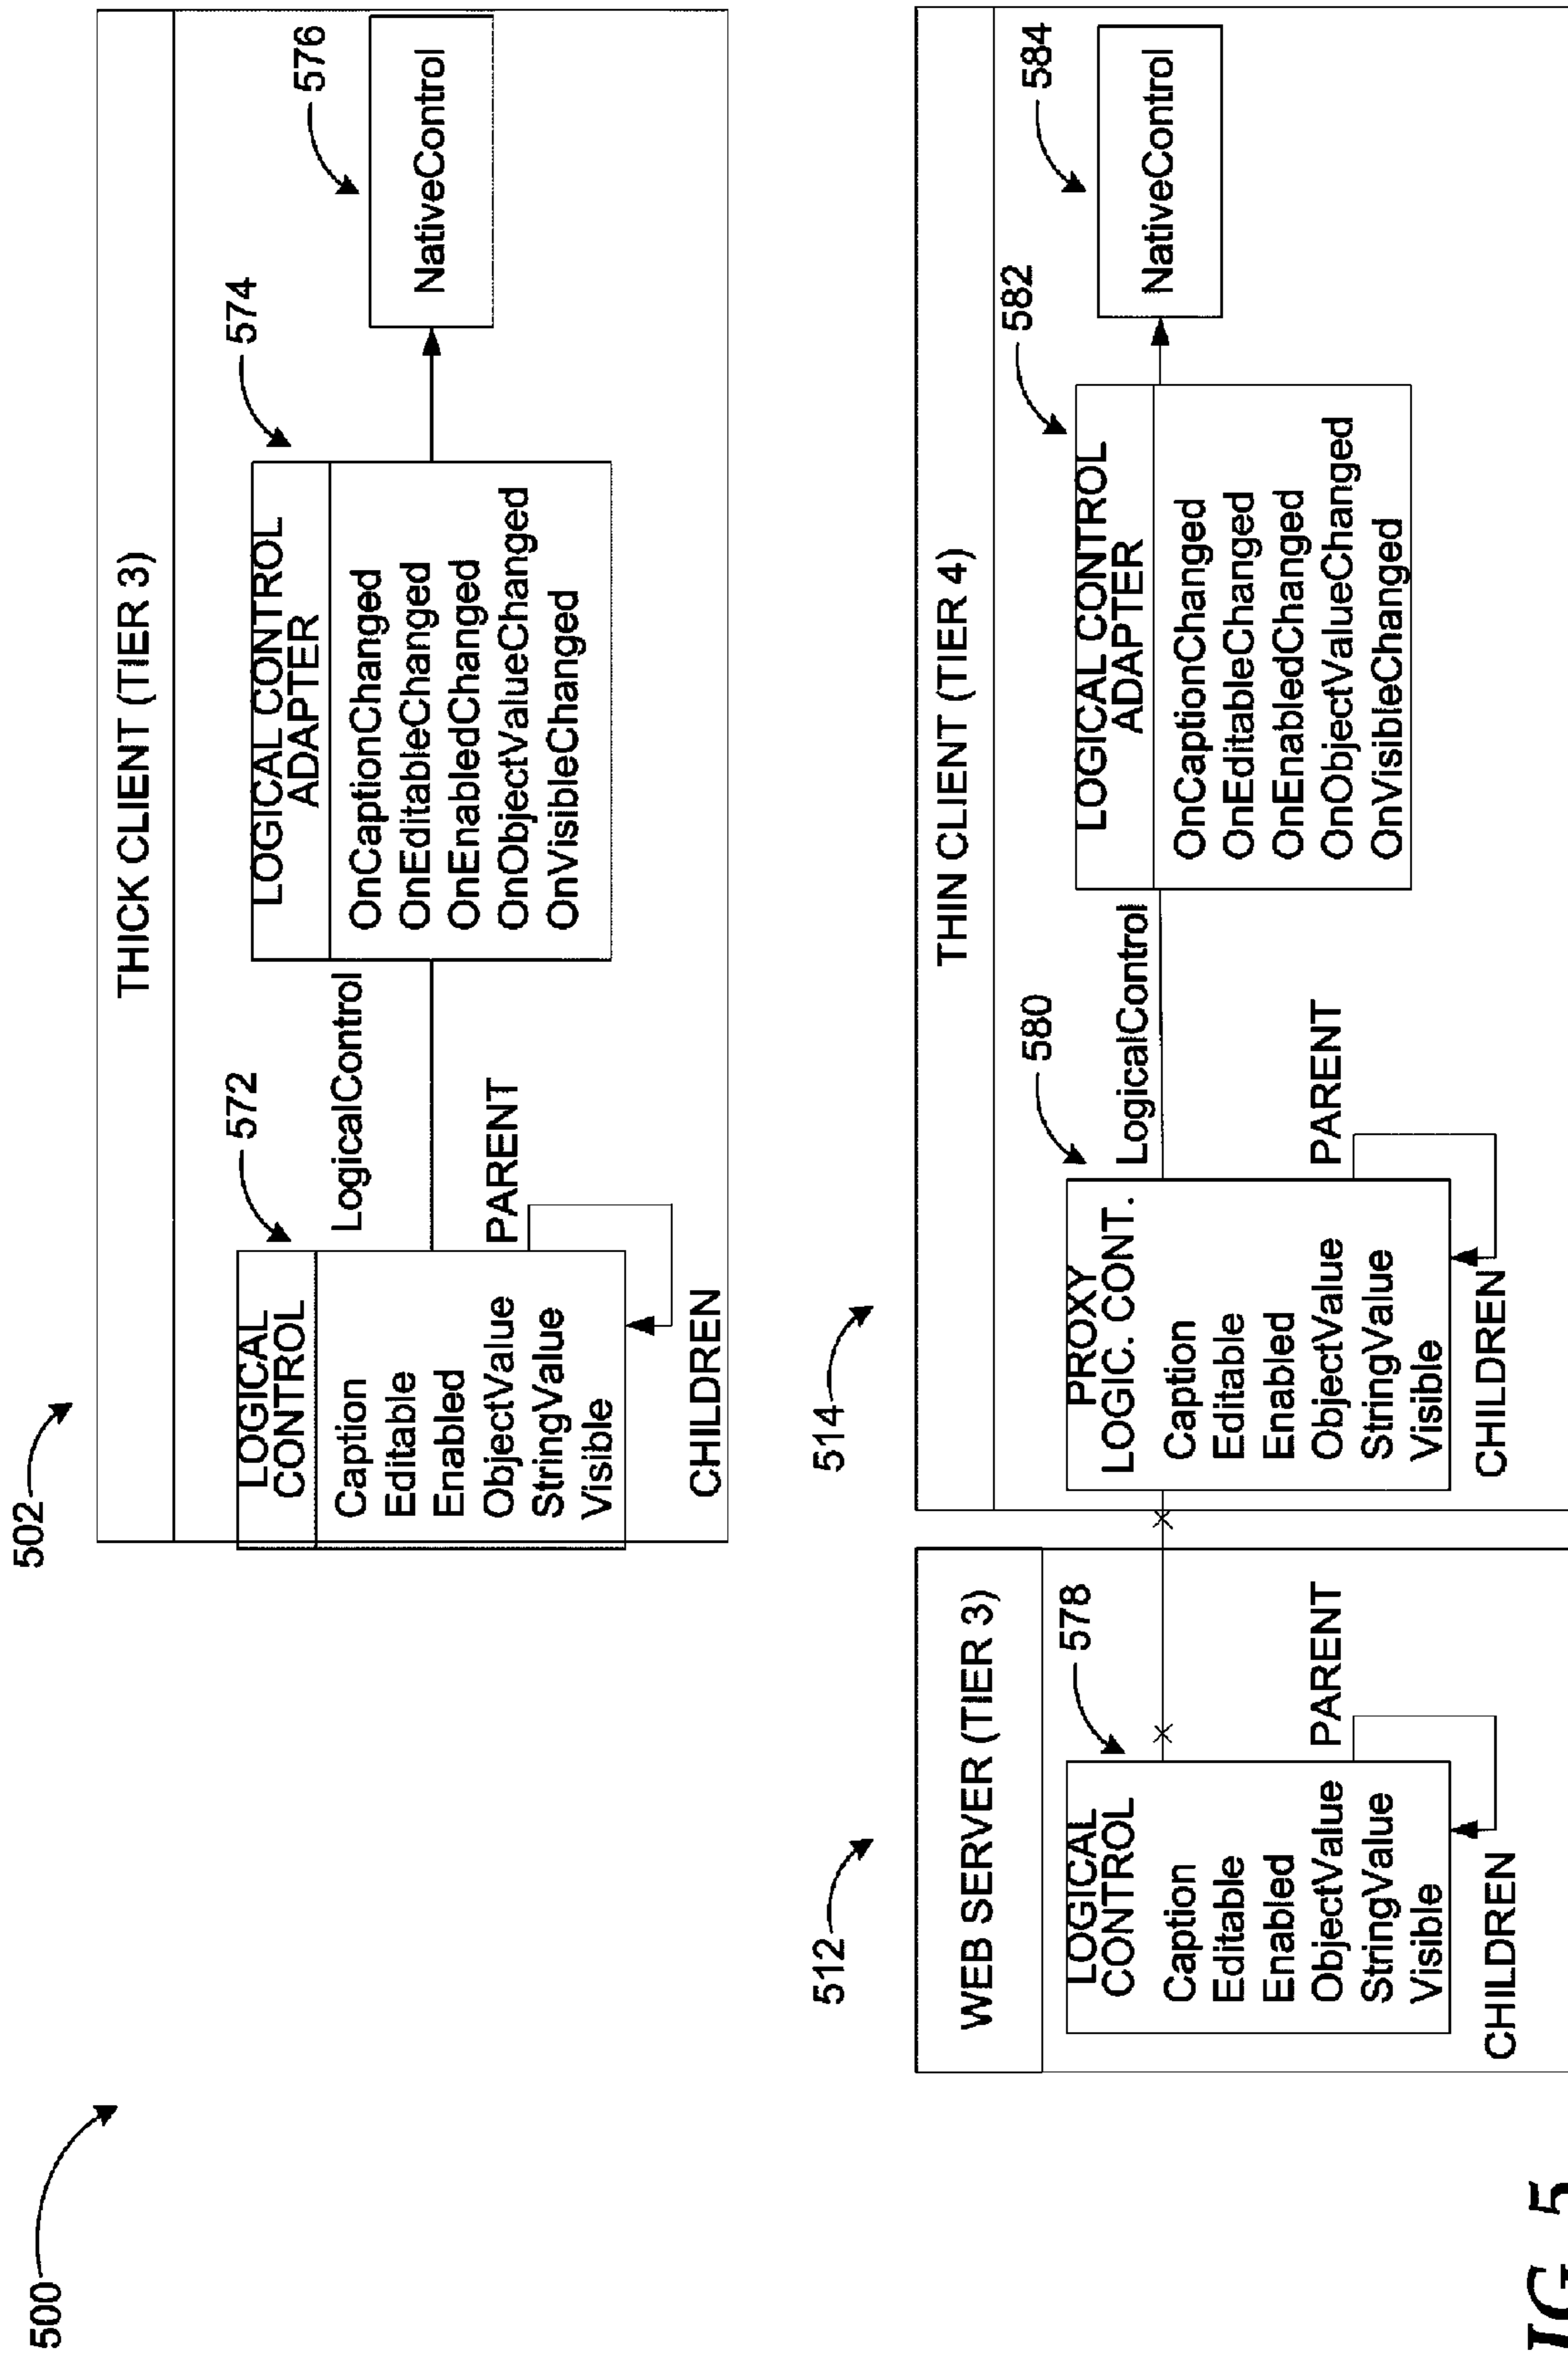 500
502
THICK CLIENT (TIER 3)
572
LOGICAL
CONTROL
Caption
Editable
Enabled
ObjectValue
StringValue
Visible
LogicalControl
PARENT
CHILDREN
574
LOGICAL CONTROL
ADAPTER
OnCaptionChanged
OnEditableChanged
OnEnabledChanged
OnObjectValueChanged
OnVisibleChanged
576
NativeControl
512
WEB SERVER (TIER 3)
578
LOGICAL
CONTROL
Caption
Editable
Enabled
ObjectValue
StringValue
Visible
PARENT
CHILDREN
514
THIN CLIENT (TIER 4)
580
PROXY
LOGIC. CONT.
Caption
Editable
Enabled
ObjectValue
StringValue
Visible
LogicalControl
PARENT
CHILDREN
582
LOGICAL CONTROL
ADAPTER
OnCaptionChanged
OnEditableChanged
OnEnabledChanged
OnObjectValueChanged
OnVisibleChanged
584
NativeControl
IG. 5